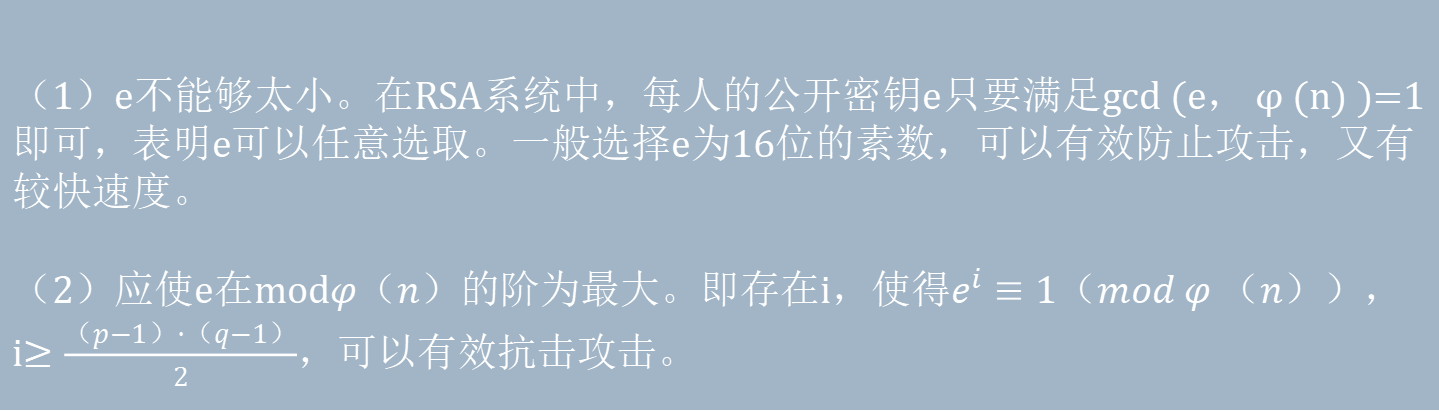 （1）e不能够太小。在RSA系统中，每人的公开密钥e只要满足gcd (e， φ (n) )=1
即可，表明e可以任意选取。一般选择e为16位的素数，可以有效防止攻击，又有
较快速度。
（2）应使e在modφ（n）的阶为最大。即存在i，使得eⁱ ≡ 1（mod φ （n）），
i≥ （p−1）·（q−1）/2，可以有效抗击攻击。